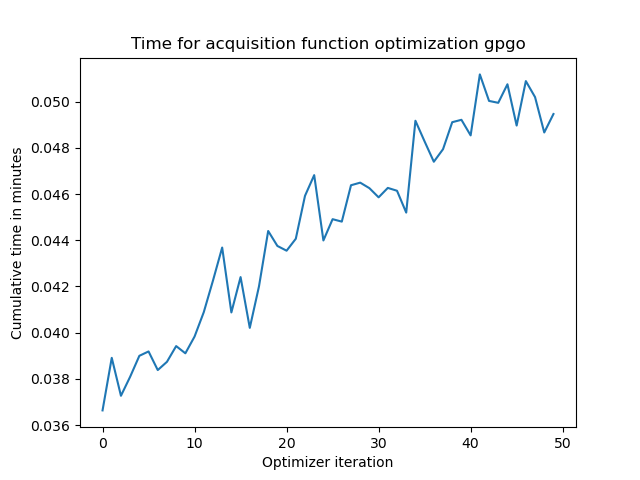 Time for acquisition function optimization gpgo
Cumulative time in minutes
0.050
0.048
0.046
0.044
0.042
0.040
0.038
0.036
0 10 20 30 40 50
Optimizer iteration